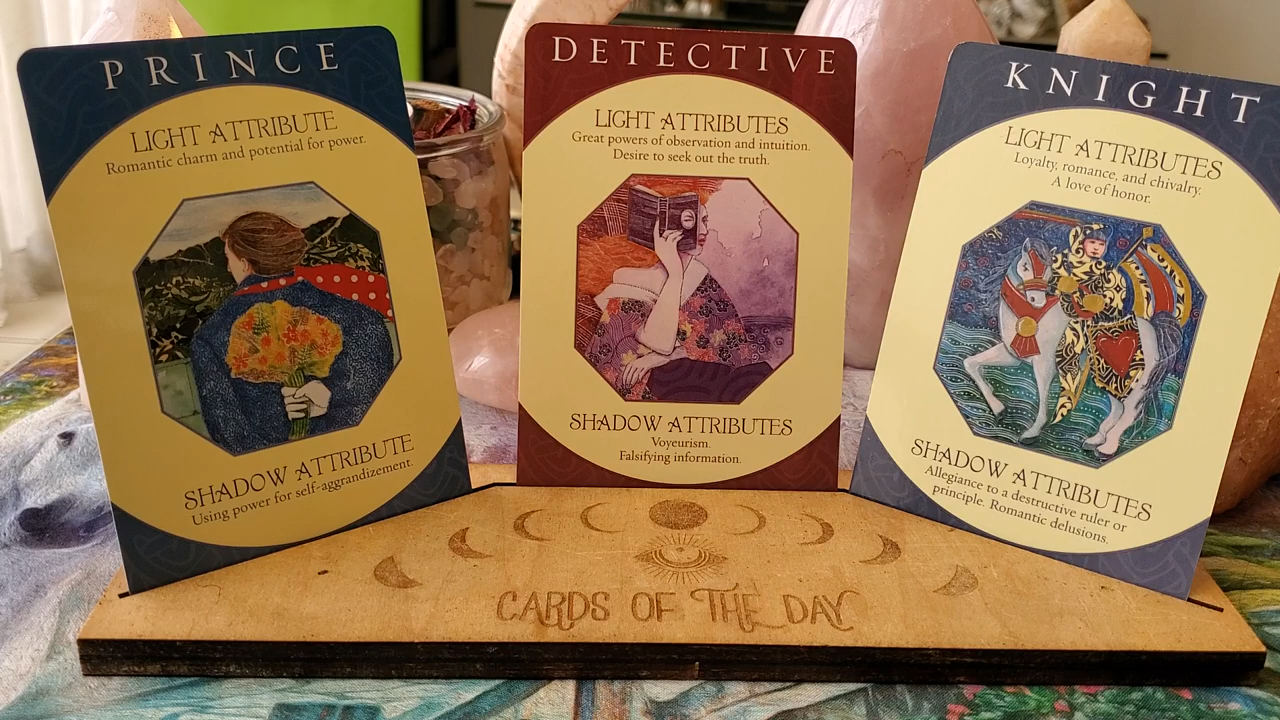 PRINCE
LIGHT ATTRIBUTE
Romantic charm and potential for power.
SHADOW ATTRIBUTE
Using power for self-aggrandizement.
DETECTIVE
LIGHT ATTRIBUTES
Great powers of observation and intuition.
Desire to seek out the truth.
SHADOW ATTRIBUTES
Voyeurism.
Falsifying information.
KNIGHT
LIGHT ATTRIBUTES
Loyalty, romance, and chivalry.
A love of honor.
SHADOW ATTRIBUTES
Allegiance to a destructive ruler or
principle. Romantic delusions.
CARDS OF THE DAY